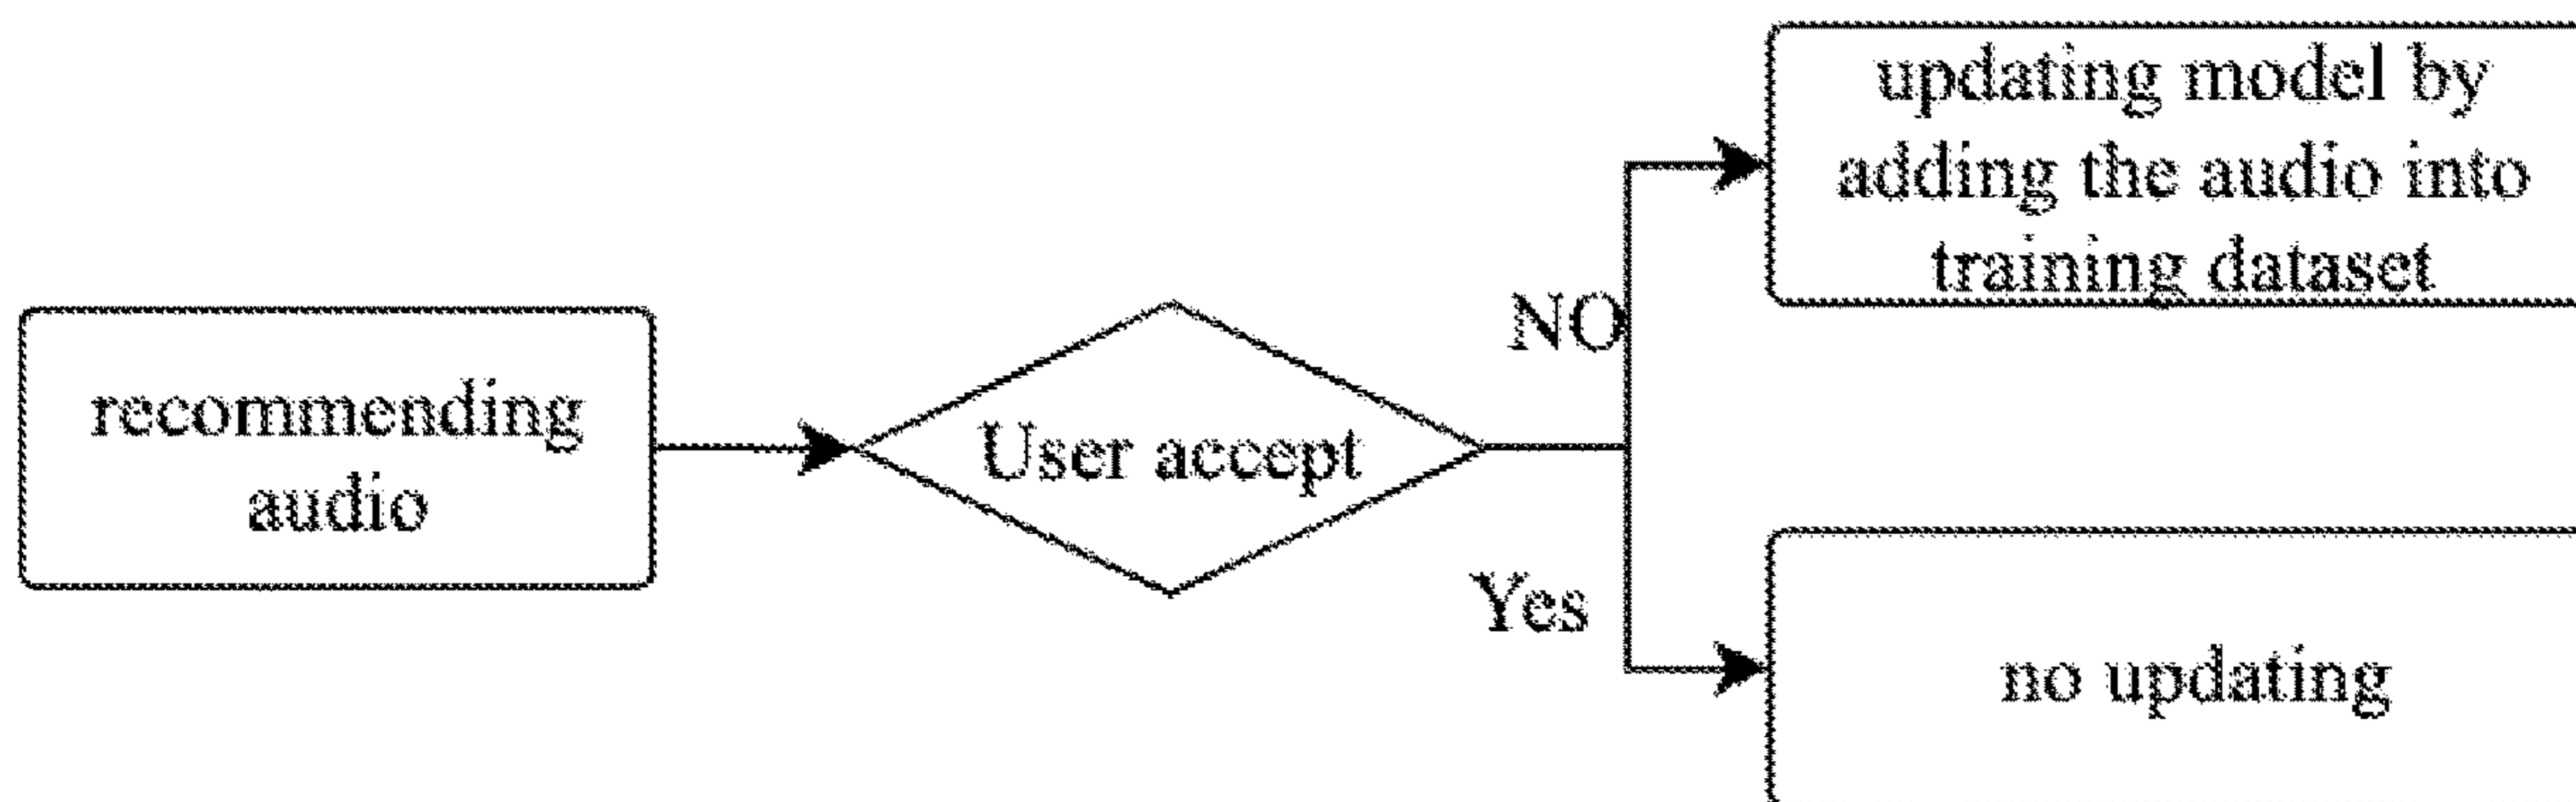 recommending
audio
User accept
NO
Yes
updating model by
adding the audio into
training dataset
no updating